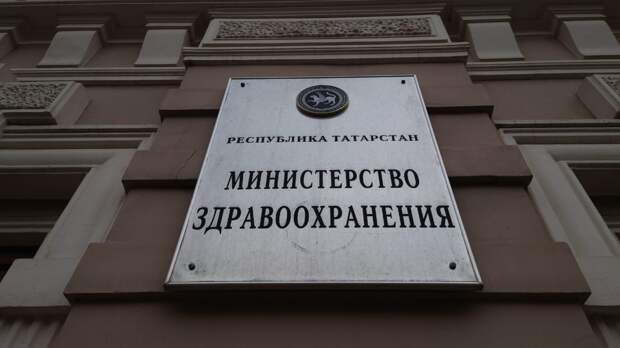 РЕСПУБЛИКА ТАТАРСТАН
МИНИСТЕРСТВО
ЗДРАВООХРАНЕНИЯ